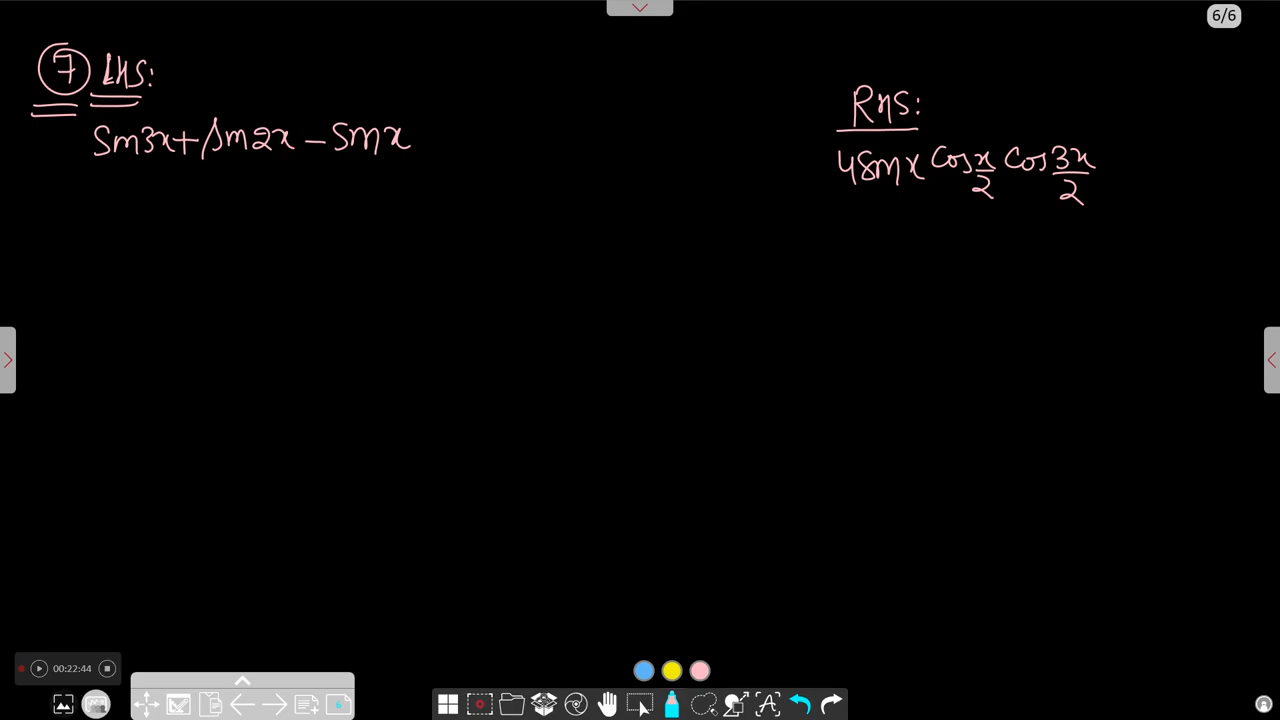 6/6
7 LHS:
Sin3x + sin2x - Sinx
RHS:
4Sinx Cos x/2 Cos 3x/2
00:22:44